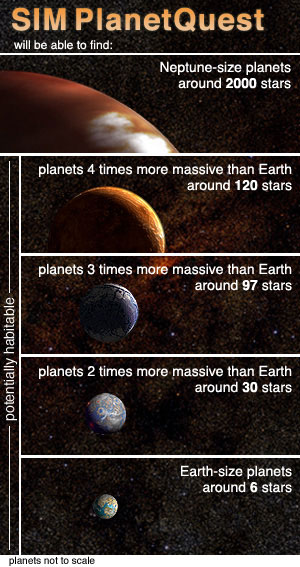 SIM PlanetQuest
will be able to find:
Neptune-size planets
around 2000 stars
planets 4 times more massive than Earth
around 120 stars
planets 3 times more massive than Earth
around 97 stars
planets 2 times more massive than Earth
around 30 stars
Earth-size planets
around 6 stars
potentially habitable
planets not to scale